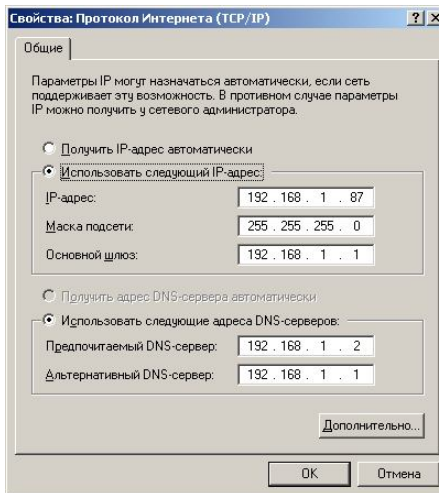 Свойства: Протокол Интернета (TCP/IP)
Общие
Параметры IP могут назначаться автоматически, если сеть
поддерживает эту возможность. В противном случае параметры
IP можно получить у сетевого администратора.
Получить IP-адрес автоматически
Использовать следующий IP-адрес:
IP-адрес: 192 . 168 . 1 . 87
Маска подсети: 255 . 255 . 255 . 0
Основной шлюз: 192 . 168 . 1 . 1
Получить адрес DNS-сервера автоматически
Использовать следующие адреса DNS-серверов:
Предпочитаемый DNS-сервер: 192 . 168 . 1 . 2
Альтернативный DNS-сервер: 192 . 168 . 1 . 1
Дополнительно...
OK Отмена